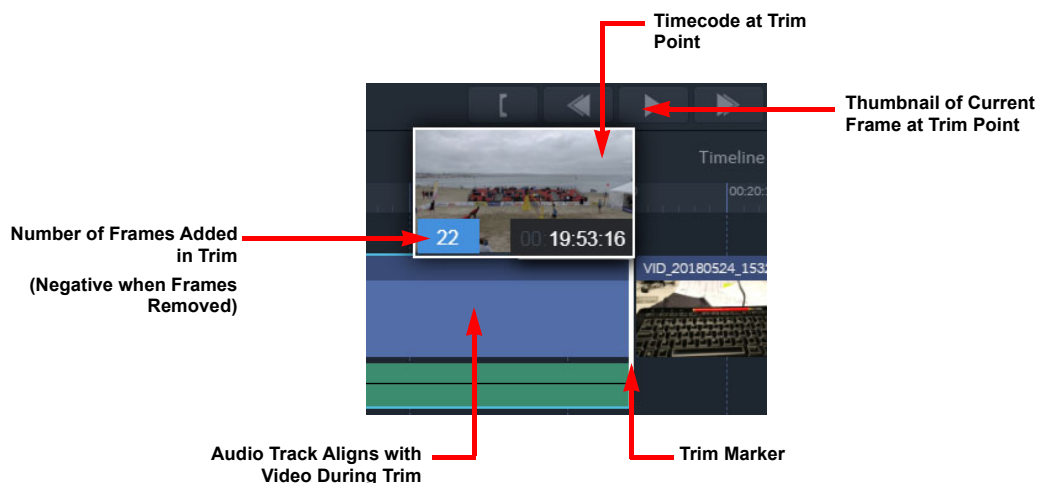 Timecode at Trim
Point
Thumbnail of Current
Frame at Trim Point
Timeline
00:20:
Number of Frames Added
in Trim
(Negative when Frames
Removed)
22
00:19:53:16
VID_20180524_153
Audio Track Aligns with
Video During Trim
Trim Marker